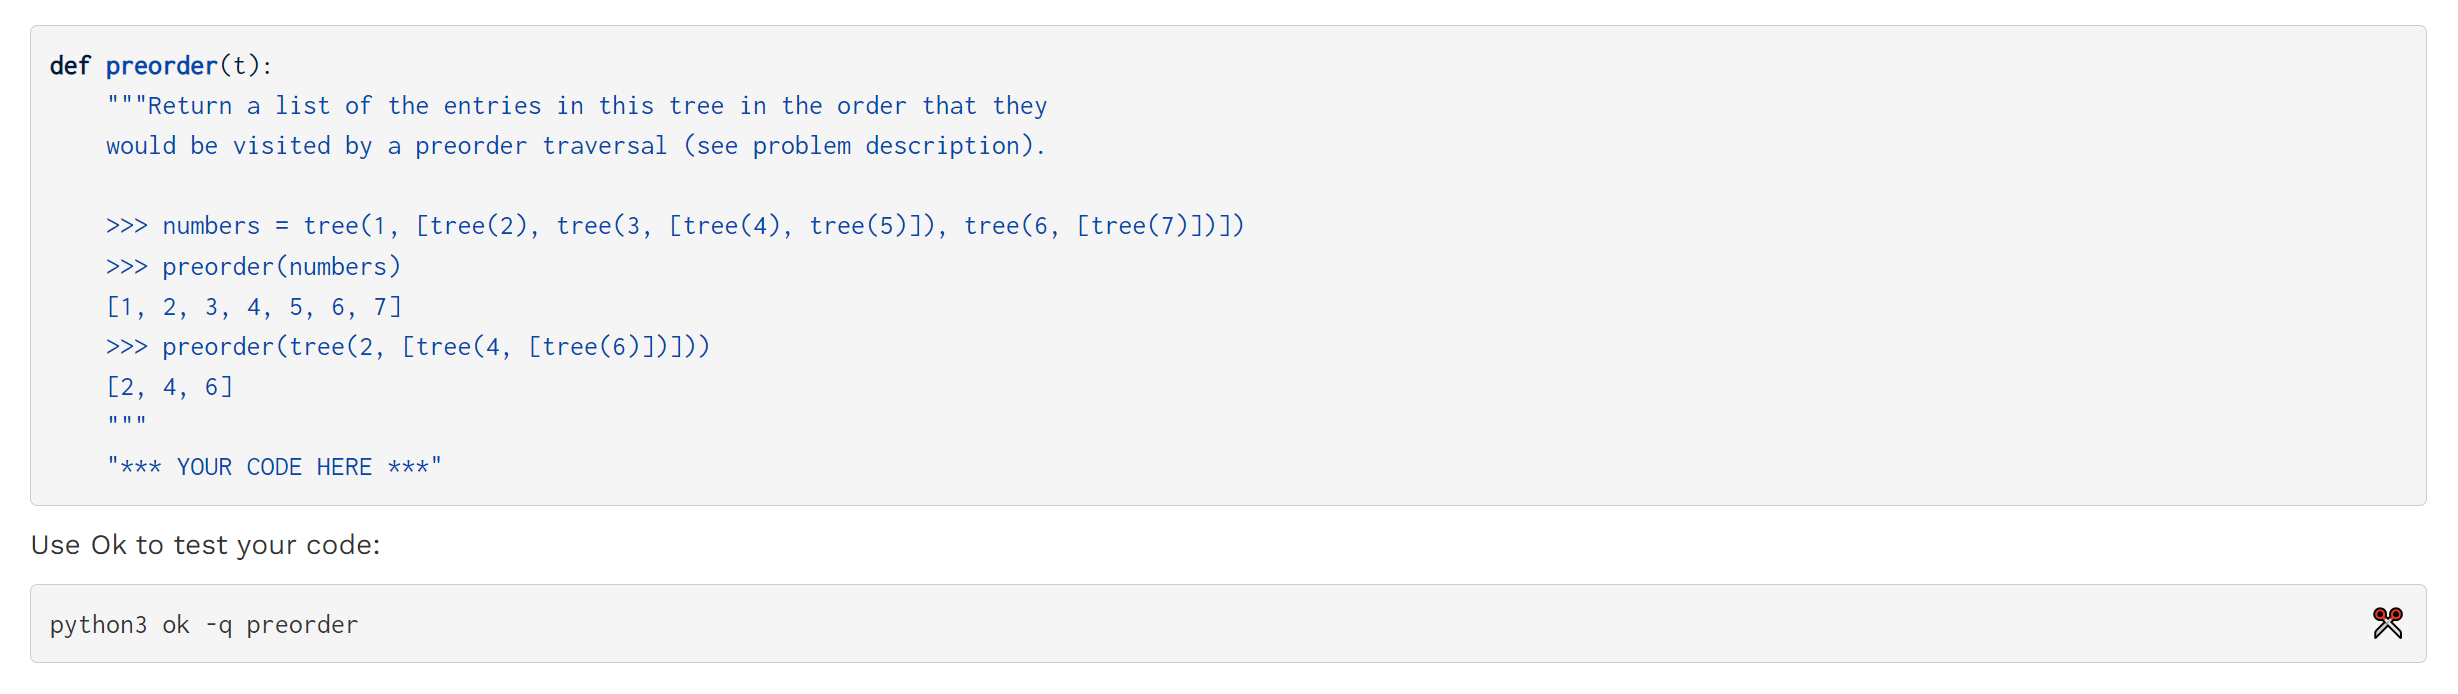 def preorder(t):
    """Return a list of the entries in this tree in the order that they
    would be visited by a preorder traversal (see problem description).

    >>> numbers = tree(1, [tree(2), tree(3, [tree(4), tree(5)]), tree(6, [tree(7)])])
    >>> preorder(numbers)
    [1, 2, 3, 4, 5, 6, 7]
    >>> preorder(tree(2, [tree(4, [tree(6)])]))
    [2, 4, 6]
    """
    "*** YOUR CODE HERE ***"
Use Ok to test your code:
python3 ok -q preorder